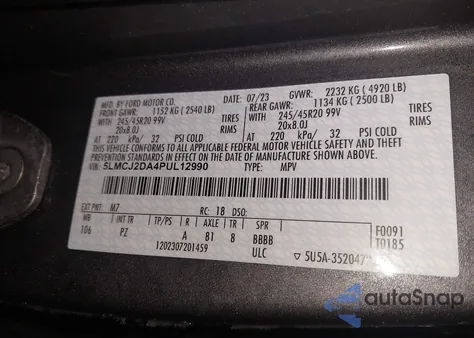 MFD. BY FORD MOTOR CO.
DATE: 07/23 GVWR: 2232 KG ( 4920 LB)
FRONT GAWR: 1152 KG ( 2540 LB) REAR GAWR: 1134 KG ( 2500 LB)
WITH 245/45R20 99V TIRES WITH 245/45R20 99V TIRES
20x8.0J RIMS 20x8.0J RIMS
AT 220 kPa/ 32 PSI COLD AT 220 kPa/ 32 PSI COLD
THIS VEHICLE CONFORMS TO ALL APPLICABLE FEDERAL MOTOR VEHICLE
SAFETY AND THEFT PREVENTION STANDARDS IN EFFECT ON THE DATE OF
MANUFACTURE SHOWN ABOVE.
VIN: 5LMCJ2DA4PUL12990 TYPE: MPV
EXT PNT: M7 RC: 18 DSO:
WB INT TR TP/PS R AXLE TR SPR
106 PZ A 81 8 BBBB
1202307201459 ULC
F0091
T0185
5U5A-352047
autoSnap
POWERED BY